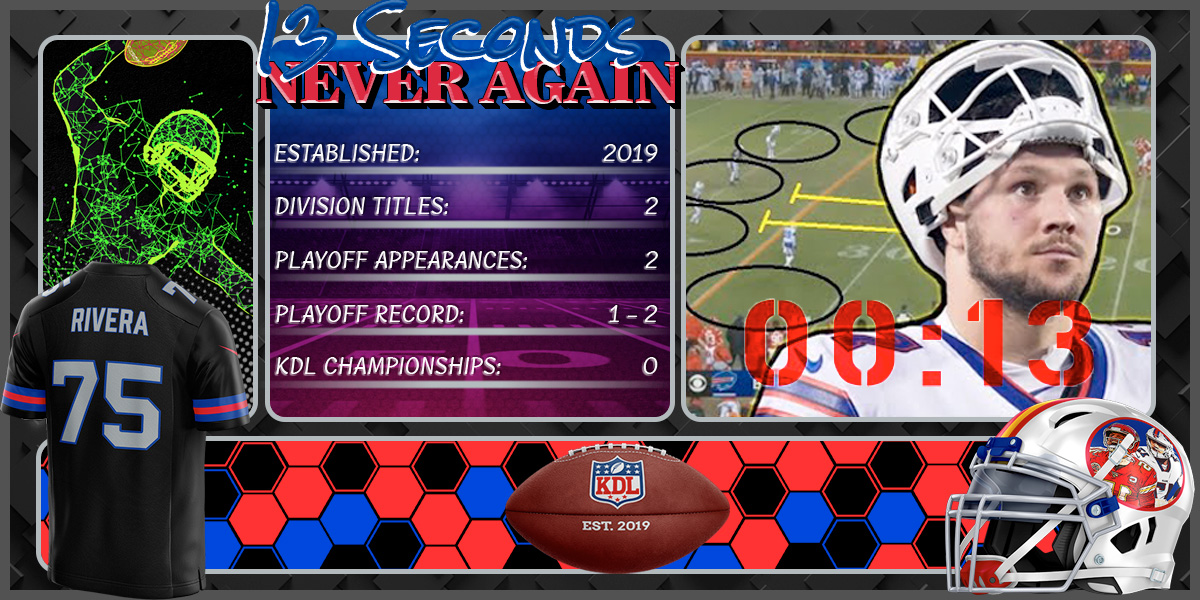 13 Seconds
NEVER AGAIN
ESTABLISHED: 2019
DIVISION TITLES: 2
PLAYOFF APPEARANCES: 2
PLAYOFF RECORD: 1 - 2
KDL CHAMPIONSHIPS: 0
00:13
RIVERA
75
KDL
EST. 2019